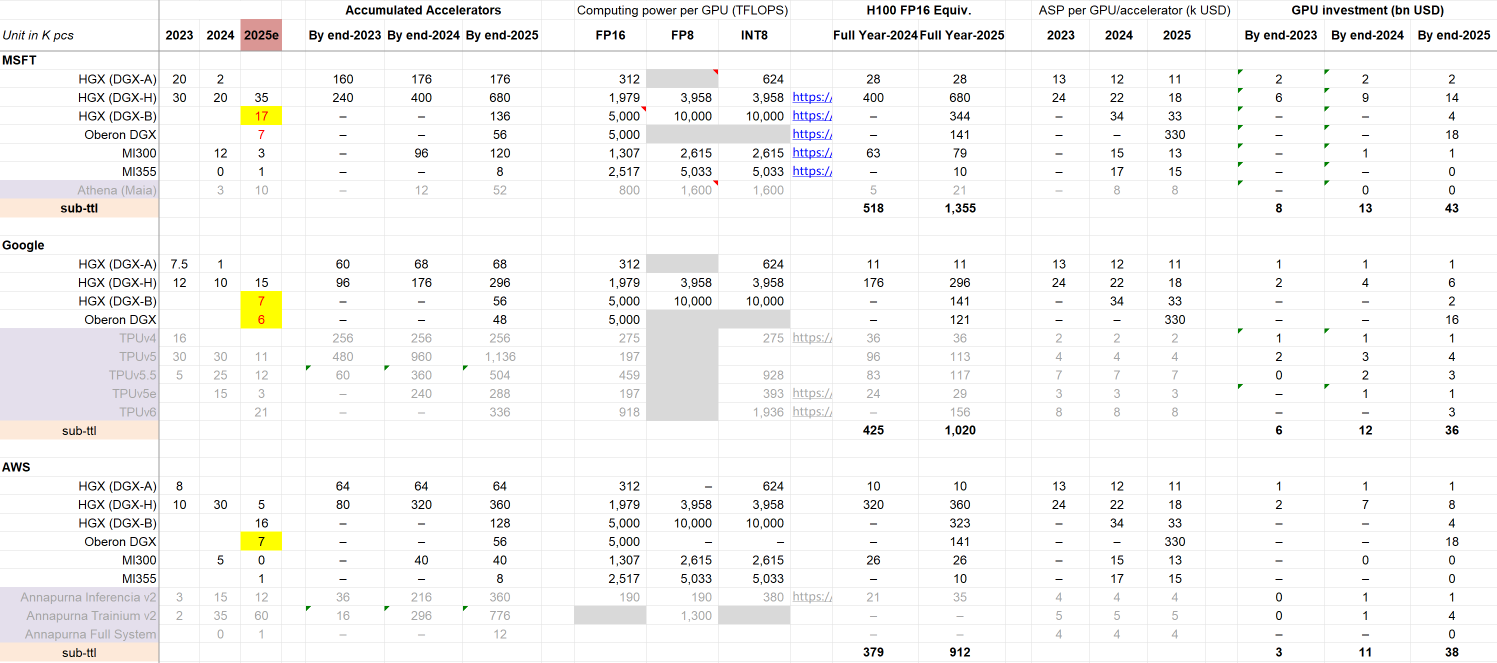 Accumulated Accelerators Computing power per GPU (TFLOPS) H100 FP16 Equiv. ASP per GPU/accelerator (k USD) GPU investment (bn USD)
Unit in K pcs 2023 2024 2025e By end-2023 By end-2024 By end-2025 FP16 FP8 INT8 Full Year-2024 Full Year-2025 2023 2024 2025 By end-2023 By end-2024 By end-2025
MSFT
HGX (DGX-A) 20 2 160 176 176 312 624 28 28 13 12 11 2 2 2
HGX (DGX-H) 30 20 35 240 400 680 1,979 3,958 3,958 https:/ 400 680 24 22 18 6 9 14
HGX (DGX-B) 17 – – 136 5,000 10,000 10,000 https:/ – 344 34 33 – – 4
Oberon DGX 7 – – 56 5,000 https:/ – 141 – – 330 – – 18
MI300 12 3 – 96 120 1,307 2,615 2,615 https:/ 63 79 15 13 – 1 1
MI355 0 1 – – 8 2,517 5,033 5,033 https:/ – 10 17 15 – – 0
Athena (Maia) 3 10 – 12 52 800 1,600 1,600 5 21 – 8 8 – 0 0
sub-ttl 518 1,355 8 13 43
Google
HGX (DGX-A) 7.5 1 60 68 68 312 624 11 11 13 12 11 1 1 1
HGX (DGX-H) 12 10 15 96 176 296 1,979 3,958 3,958 176 296 24 22 18 2 4 6
HGX (DGX-B) 7 – – 56 5,000 10,000 10,000 – 141 – 34 33 – – 2
Oberon DGX 6 – – 48 5,000 – 121 – – 330 – – 16
TPUv4 16 256 256 256 275 275 https:/ 36 36 2 2 2 1 1 1
TPUv5 30 30 11 480 960 1,136 197 96 113 4 4 4 2 3 4
TPUv5.5 5 25 12 60 360 504 459 928 83 117 7 7 7 0 2 3
TPUv5e 15 3 – 240 288 197 393 https:/ 24 29 3 3 3 – 1 1
TPUv6 21 – – 336 918 1,936 https:/ – 156 8 8 8 – – 3
sub-ttl 425 1,020 6 12 36
AWS
HGX (DGX-A) 8 64 64 64 312 – 624 10 10 13 12 11 1 1 1
HGX (DGX-H) 10 30 5 80 320 360 1,979 3,958 3,958 320 360 24 22 18 2 7 8
HGX (DGX-B) 16 – – 128 5,000 10,000 10,000 – 323 – 34 33 – – 4
Oberon DGX 7 – – 56 5,000 – – – 141 – – 330 – – 18
MI300 5 0 – 40 40 1,307 2,615 2,615 26 26 – 15 13 – 0 0
MI355 1 – – 8 2,517 5,033 5,033 – 10 – 17 15 – – 0
Annapurna Inferencia v2 3 15 12 36 216 360 190 190 380 https:/ 21 35 4 4 4 0 1 1
Annapurna Trainium v2 2 35 60 16 296 776 1,300 – – 5 5 5 0 1 4
Annapurna Full System 0 1 – – 12 – – 4 4 4 – – 0
sub-ttl 379 912 3 11 38